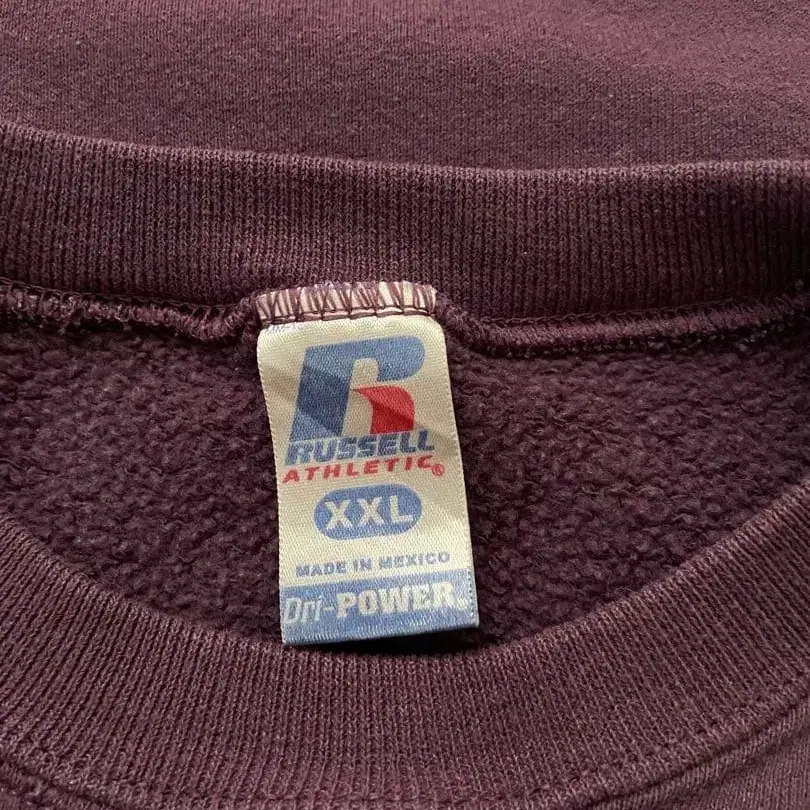 RUSSELL
ATHLETIC®
XXL
MADE IN MEXICO
Dri-POWER®